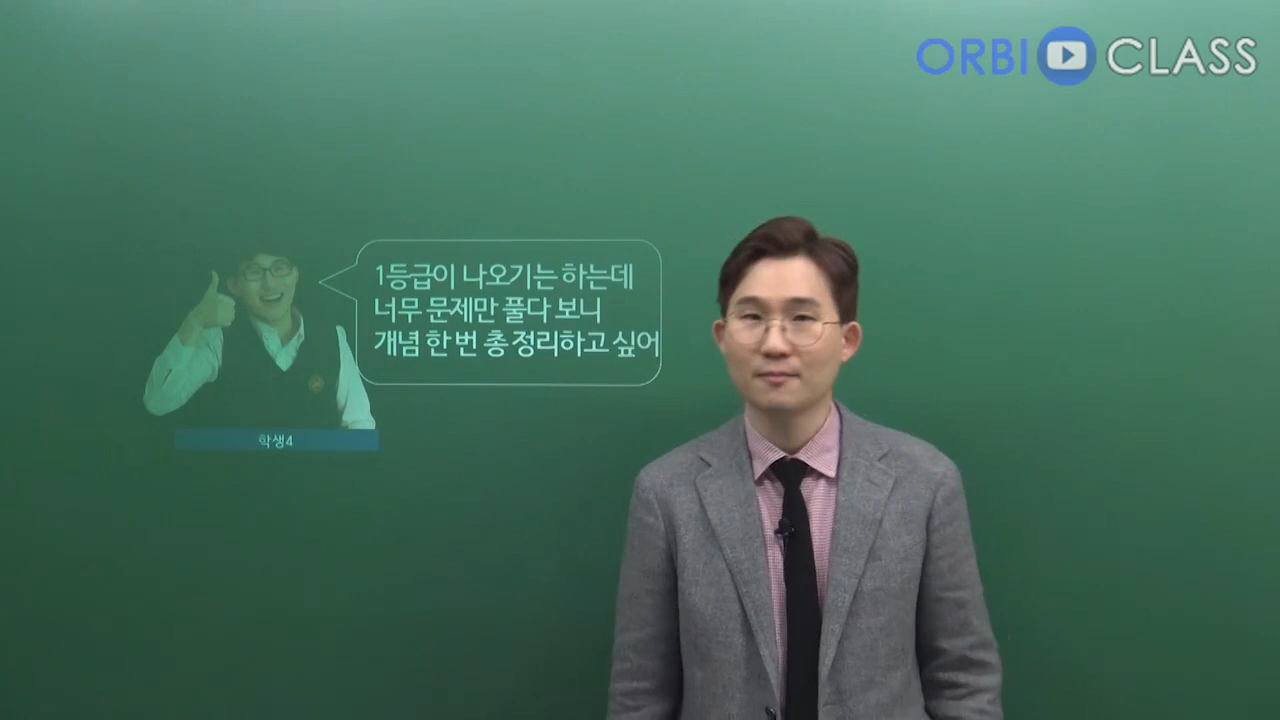 ORBI CLASS
1등급이 나오기는 하는데
너무 문제만 풀다 보니
개념 한 번 총 정리하고 싶어
학생4